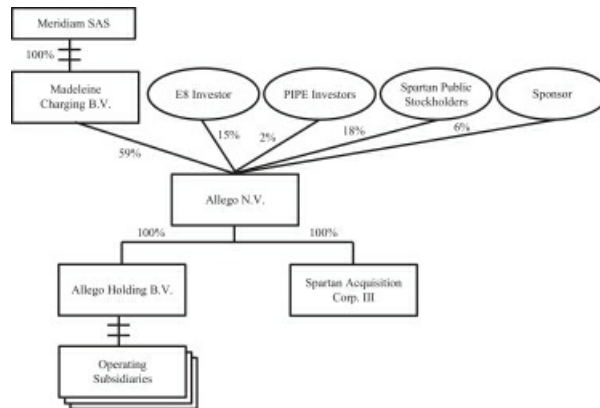 Meridiam SAS
100%
Madeleine
Charging B.V.
E8 Investor
PIPE Investors
Spartan Public
Stockholders
Sponsor
59%
15%
2%
18%
6%
Allego N.V.
100%
100%
Allego Holding B.V.
Spartan Acquisition
Corp. III
Operating
Subsidiaries